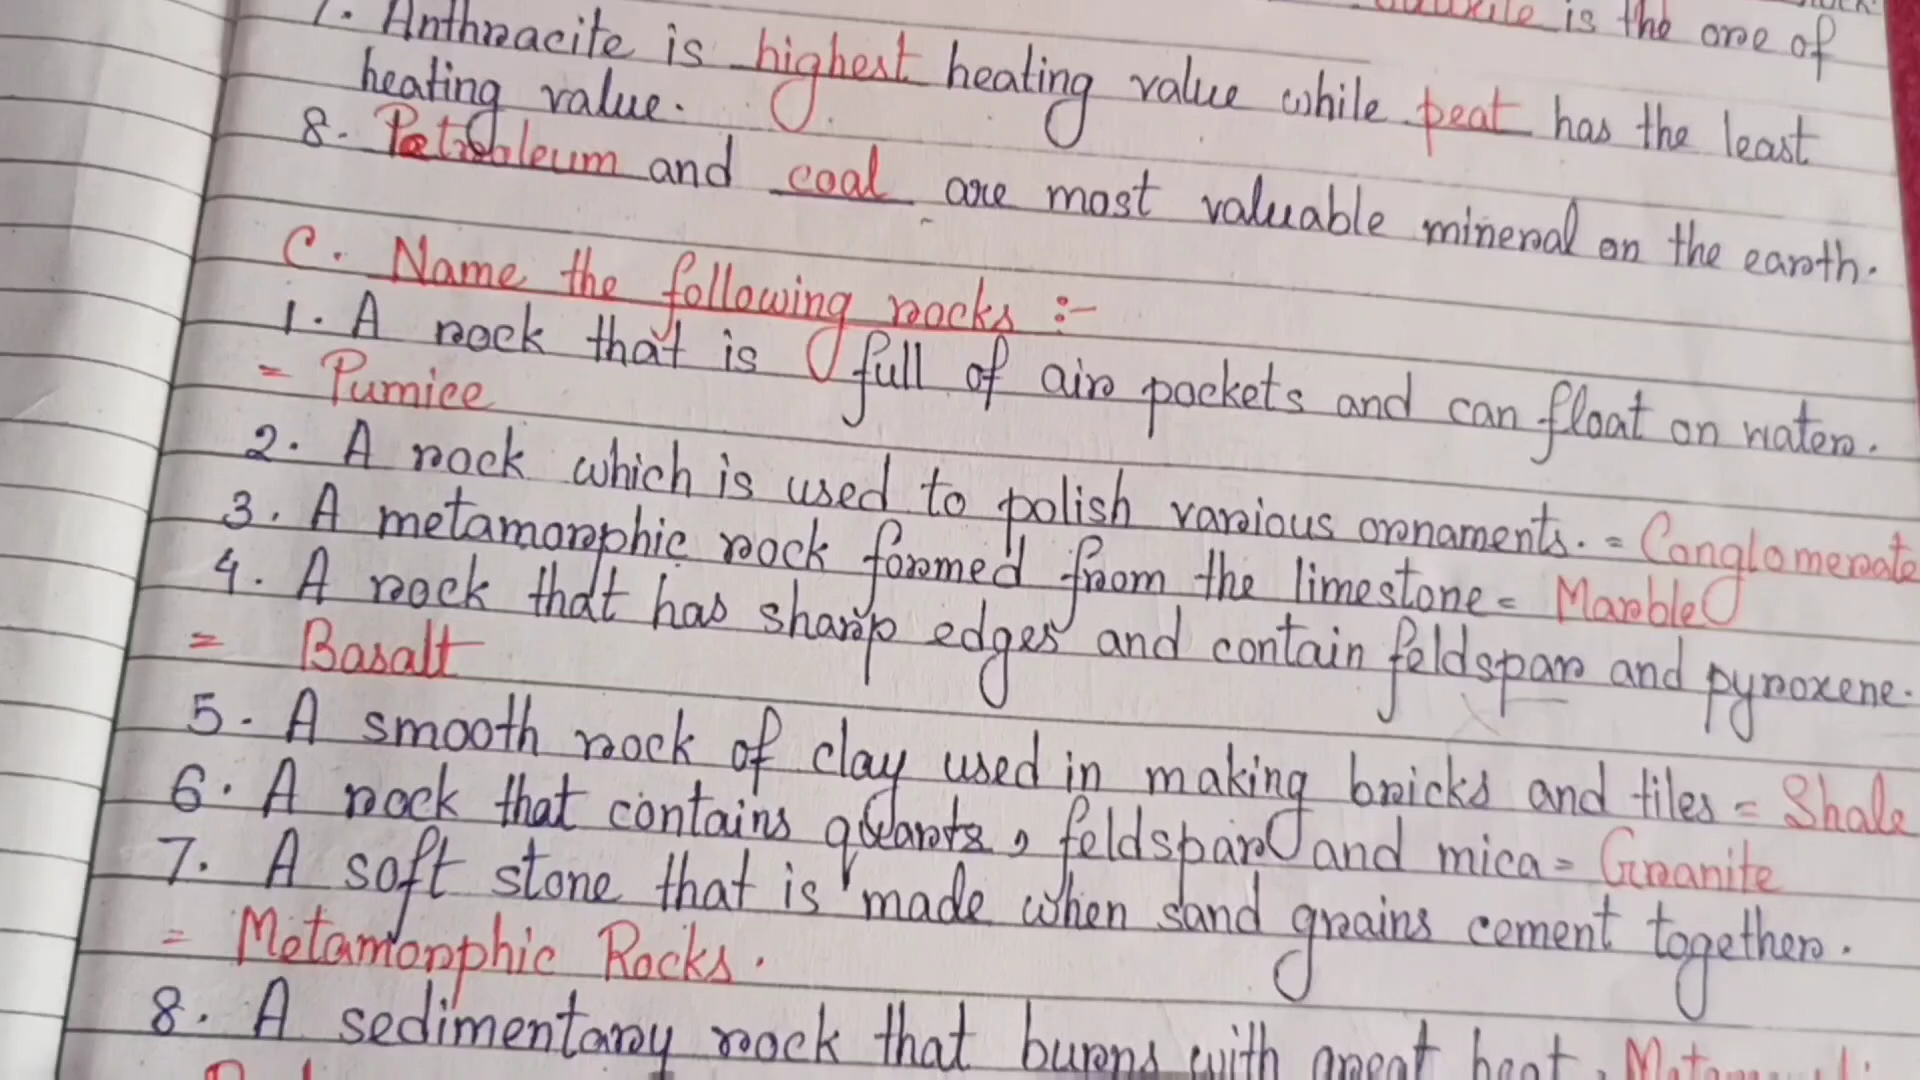 is the one of
7. Anthracite is highest heating value while peat has the least
heating value.
8. Petroleum and coal are most valuable mineral on the earth.
C. Name the following rocks :-
1. A rock that is full of air pockets and can float on water.
= Pumice
2. A rock which is used to polish various ornaments. = Conglomerate
3. A metamorphic rock formed from the limestone = Marble
4. A rock that has sharp edges and contain feldspar and pyroxene.
= Basalt
5. A smooth rock of clay used in making bricks and tiles = Shale
6. A rock that contains quartz, feldspar and mica = Granite
7. A soft stone that is made when sand grains cement together.
= Metamorphic Rocks.
8. A sedimentary rock that burns with great heat.